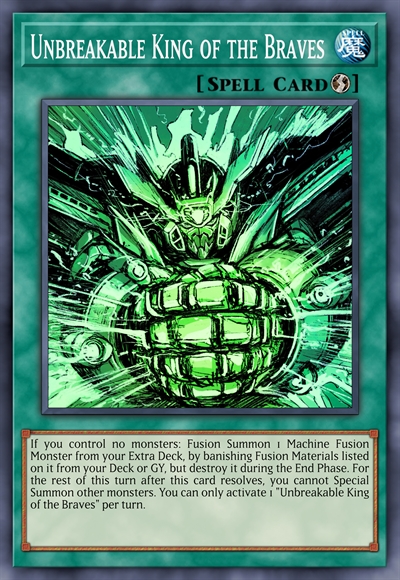 UNBREAKABLE KING OF THE BRAVES
魔
[SPELL CARD]
If you control no monsters: Fusion Summon 1 Machine Fusion
Monster from your Extra Deck, by banishing Fusion Materials listed
on it from your Deck or GY, but destroy it during the End Phase. For
the rest of this turn after this card resolves, you cannot Special
Summon other monsters. You can only activate 1 "Unbreakable King
of the Braves" per turn.